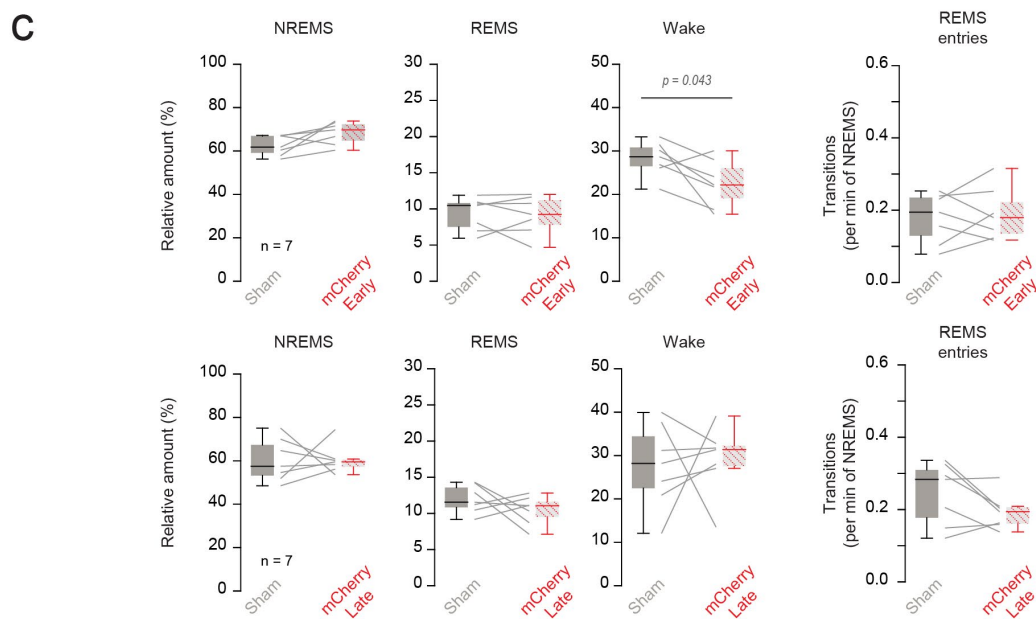 C
NREMS
REMS
Wake
REMS
entries
Relative amount (%)
100
80
60
40
20
0
n = 7
Sham
mCherry
Early
30
25
20
15
10
5
0
Sham
mCherry
Early
50
40
30
20
10
0
p = 0.043
Sham
mCherry
Early
Transitions
(per min of NREMS)
0.6
0.4
0.2
0.0
Sham
mCherry
Early
NREMS
REMS
Wake
REMS
entries
Relative amount (%)
100
80
60
40
20
0
n = 7
Sham
mCherry
Late
30
25
20
15
10
5
0
Sham
mCherry
Late
50
40
30
20
10
0
Sham
mCherry
Late
Transitions
(per min of NREMS)
0.6
0.4
0.2
0.0
Sham
mCherry
Late